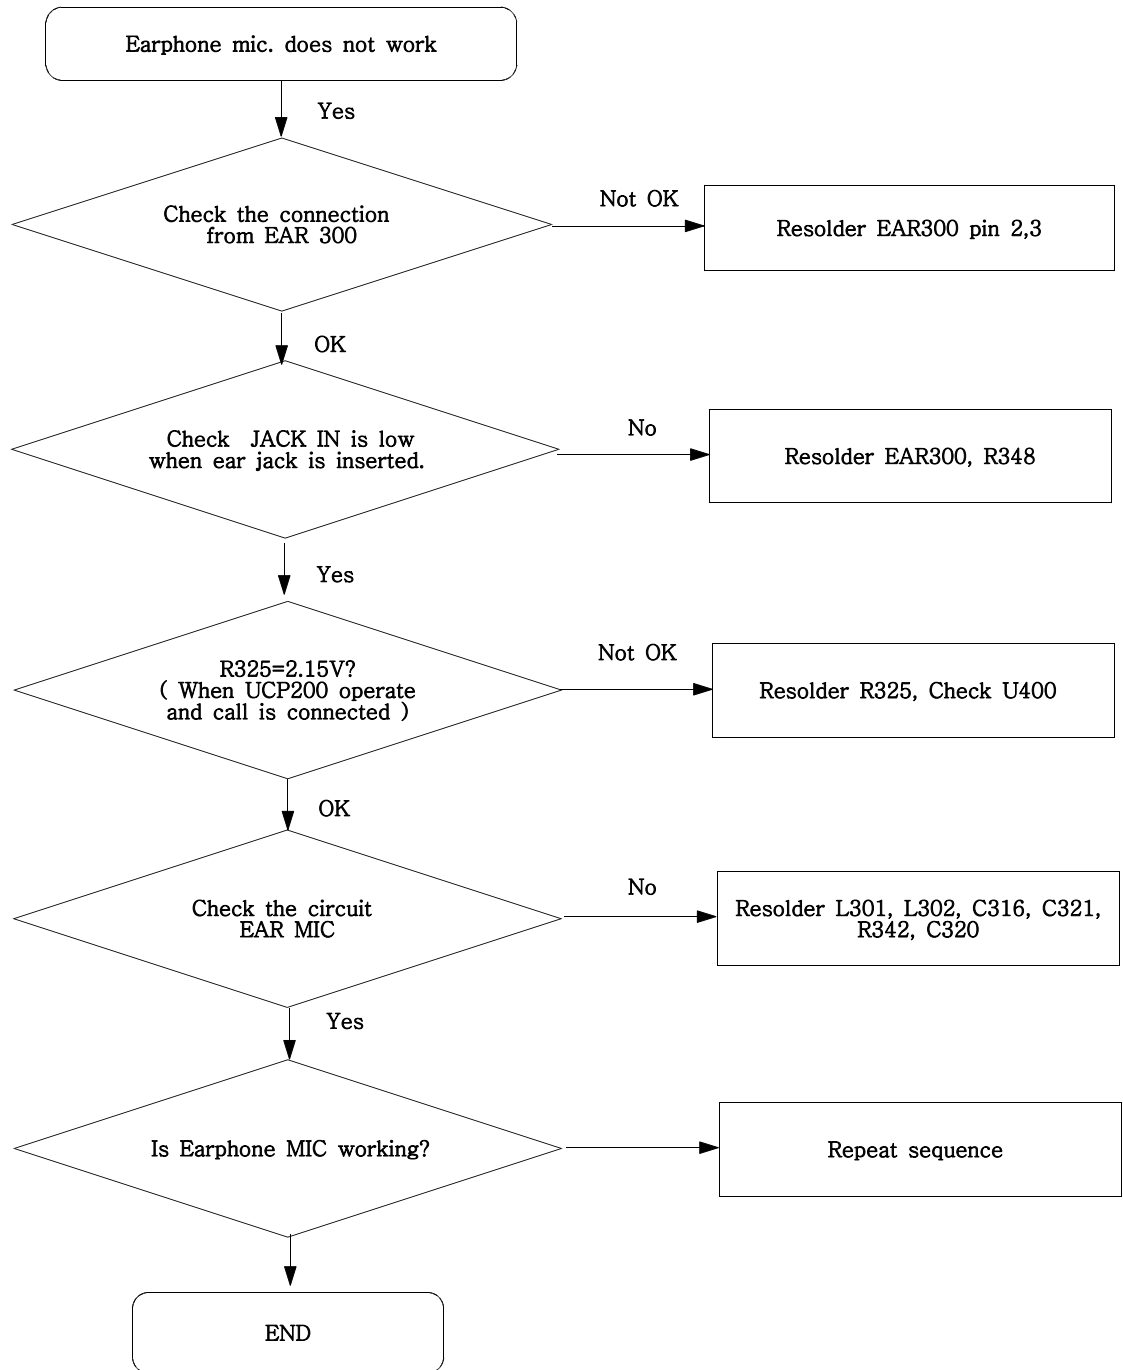 Earphone mic. does not work
Yes
Check the connection
from EAR 300
Not OK
Resolder EAR300 pin 2,3
OK
Check JACK IN is low
when ear jack is inserted.
No
Resolder EAR300, R348
Yes
R325=2.15V?
( When UCP200 operate
and call is connected )
Not OK
Resolder R325, Check U400
OK
Check the circuit
EAR MIC
No
Resolder L301, L302, C316, C321,
R342, C320
Yes
Is Earphone MIC working?
Repeat sequence
END